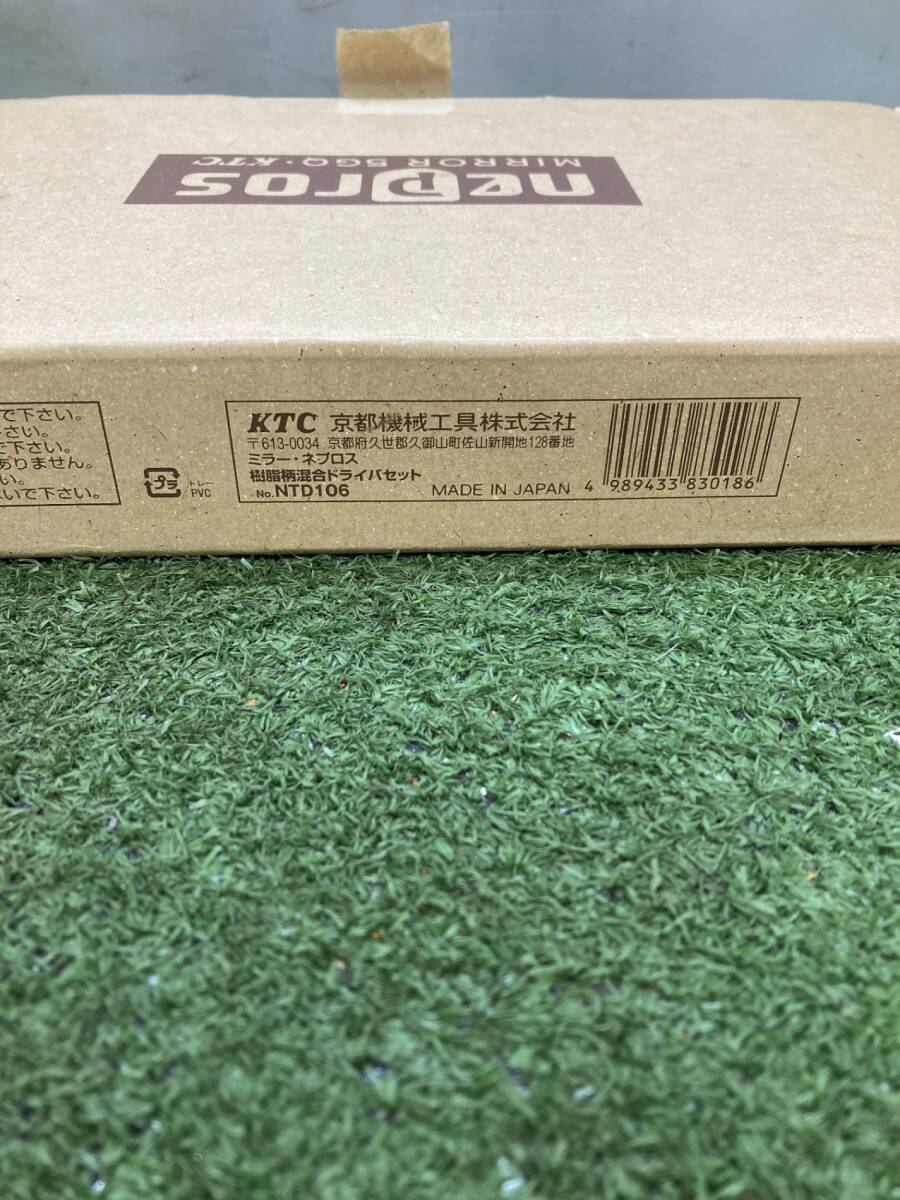 nepros
MIRROR SGQ・KTC
で下さい。
さい。
で下さい。
ありません。
い。
いで下さい。
プラ
トレー
PVC
KTC 京都機械工具株式会社
〒613-0034 京都府久世郡久御山町佐山新開地128番地
ミラー・ネプロス
樹脂柄混合ドライバセット
No.NTD106 MADE IN JAPAN 4 989433 830186